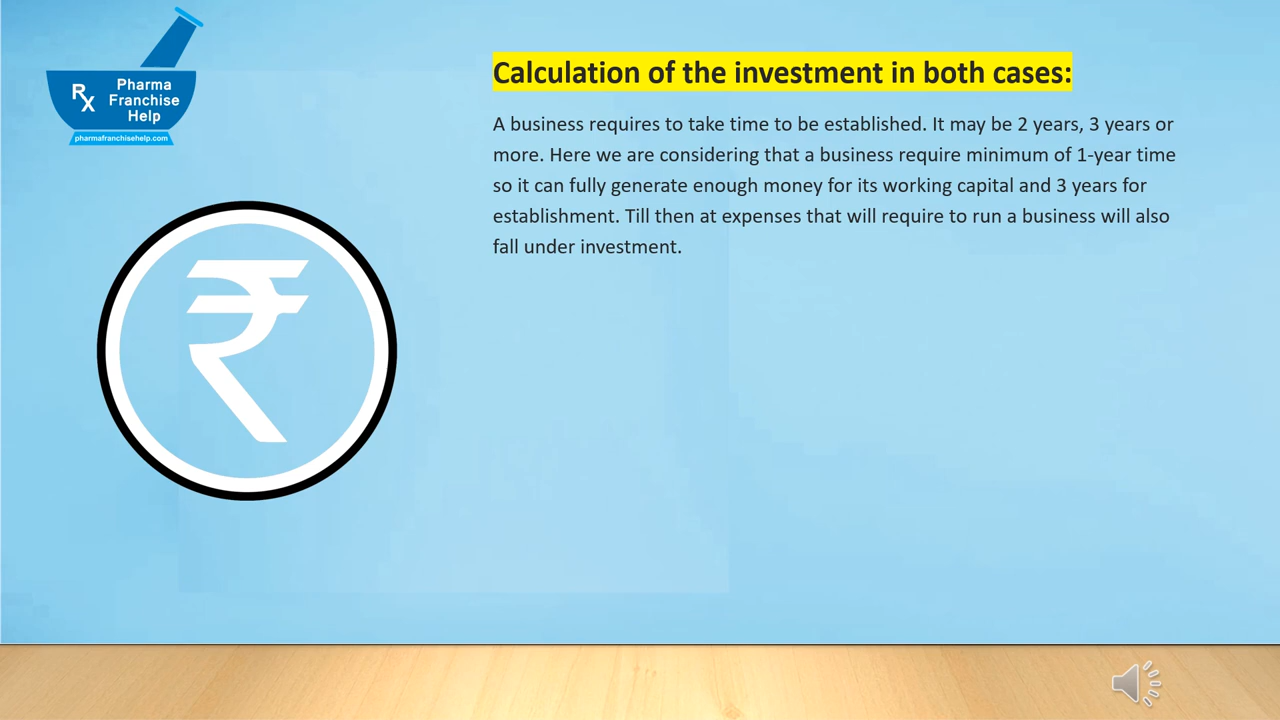 Rx
Pharma
Franchise
Help
pharmafranchisehelp.com
Calculation of the investment in both cases:
A business requires to take time to be established. It may be 2 years, 3 years or
more. Here we are considering that a business require minimum of 1-year time
so it can fully generate enough money for its working capital and 3 years for
establishment. Till then at expenses that will require to run a business will also
fall under investment.
₹